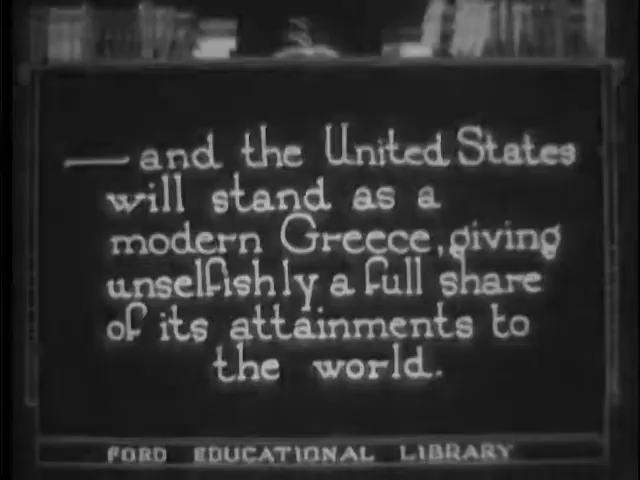 — and the United States
will stand as a
modern Greece, giving
unselfishly a full share
of its attainments to
the world.
FORD EDUCATIONAL LIBRARY